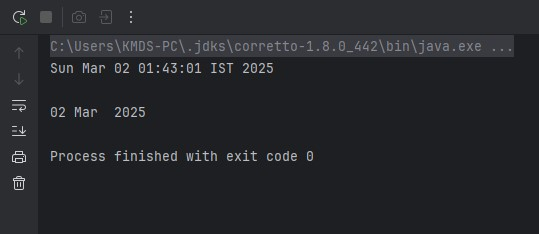 C:\Users\KMDS-PC\.jdks\corretto-1.8.0_442\bin\java.exe ...
Sun Mar 02 01:43:01 IST 2025
02 Mar  2025
Process finished with exit code 0